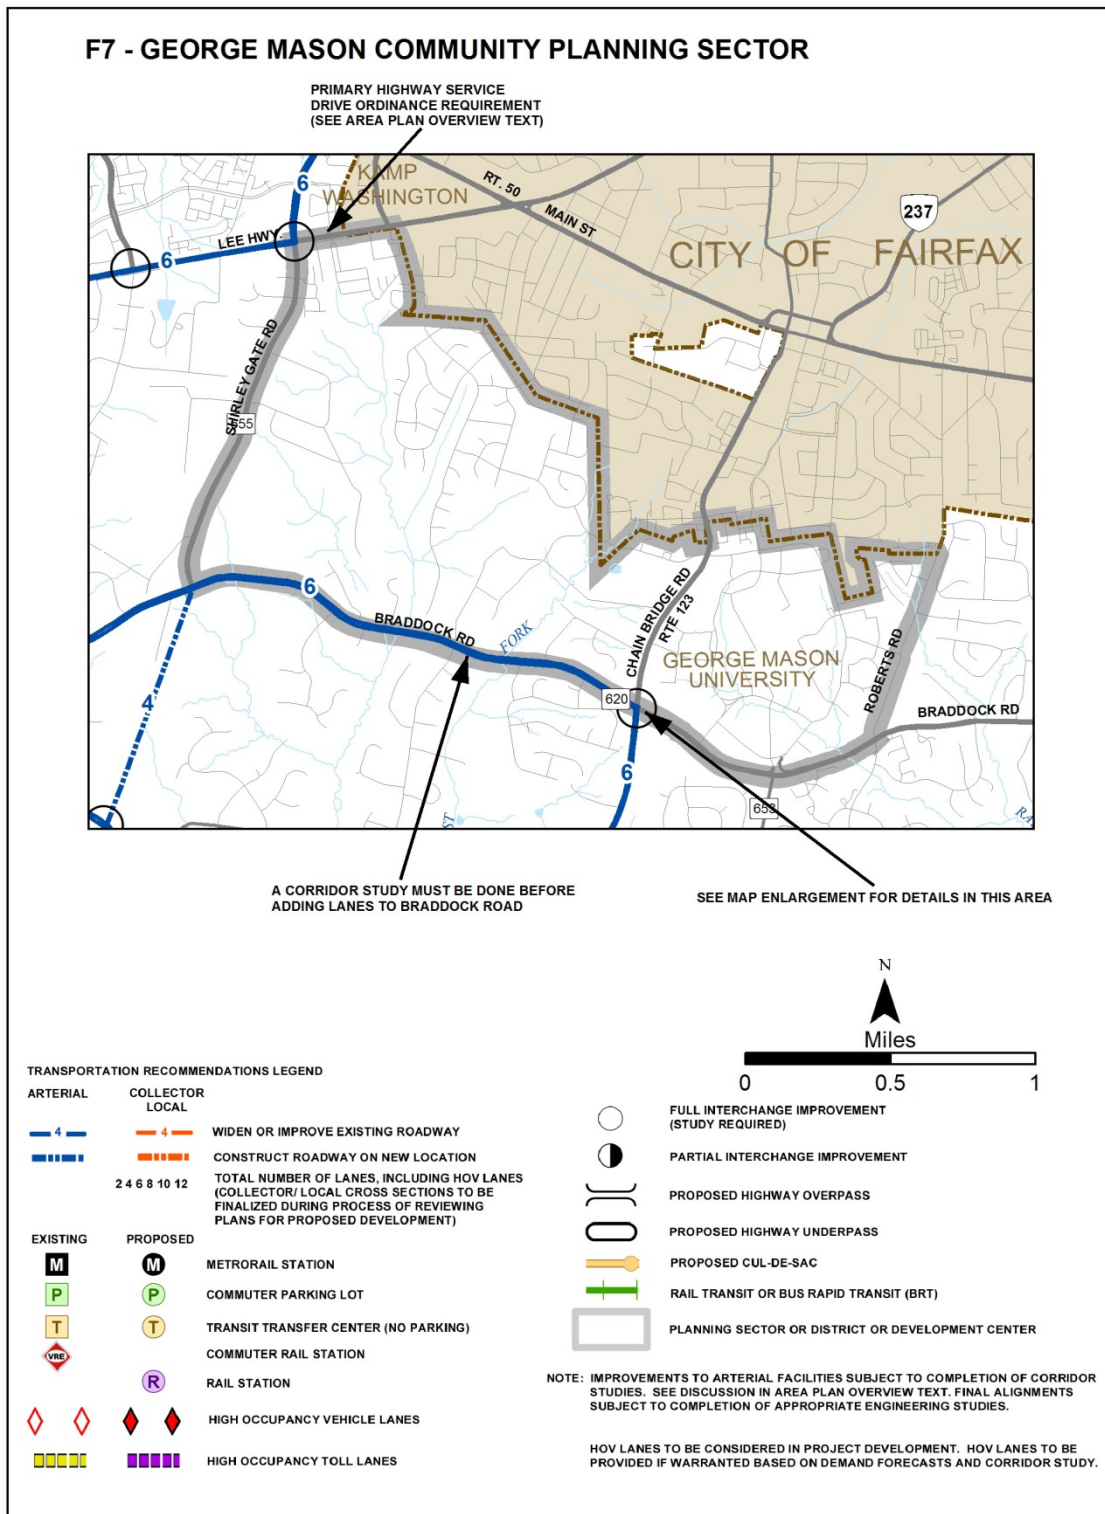 F7 - GEORGE MASON COMMUNITY PLANNING SECTOR
PRIMARY HIGHWAY SERVICE
DRIVE ORDINANCE REQUIREMENT
(SEE AREA PLAN OVERVIEW TEXT)
KAMP
WASHINGTON
6
RT. 50
MAIN ST
237
LEE HWY.
6
CITY OF FAIRFAX
SHIRLEY GATE RD
655
6
BRADDOCK RD
FORK
CHAIN BRIDGE RD
RTE 123
GEORGE MASON
UNIVERSITY
ROBERTS RD
4
620
BRADDOCK RD
6
653
ST
RA
A CORRIDOR STUDY MUST BE DONE BEFORE
ADDING LANES TO BRADDOCK ROAD
SEE MAP ENLARGEMENT FOR DETAILS IN THIS AREA
N
Miles
0 0.5 1
TRANSPORTATION RECOMMENDATIONS LEGEND
ARTERIAL
COLLECTOR
LOCAL
4 4 WIDEN OR IMPROVE EXISTING ROADWAY
CONSTRUCT ROADWAY ON NEW LOCATION
2 4 6 8 10 12 TOTAL NUMBER OF LANES, INCLUDING HOV LANES
(COLLECTOR/ LOCAL CROSS SECTIONS TO BE
FINALIZED DURING PROCESS OF REVIEWING
PLANS FOR PROPOSED DEVELOPMENT)
EXISTING PROPOSED
M M METRORAIL STATION
P P COMMUTER PARKING LOT
T T TRANSIT TRANSFER CENTER (NO PARKING)
VRE COMMUTER RAIL STATION
R RAIL STATION
HIGH OCCUPANCY VEHICLE LANES
HIGH OCCUPANCY TOLL LANES
FULL INTERCHANGE IMPROVEMENT
(STUDY REQUIRED)
PARTIAL INTERCHANGE IMPROVEMENT
PROPOSED HIGHWAY OVERPASS
PROPOSED HIGHWAY UNDERPASS
PROPOSED CUL-DE-SAC
RAIL TRANSIT OR BUS RAPID TRANSIT (BRT)
PLANNING SECTOR OR DISTRICT OR DEVELOPMENT CENTER
NOTE: IMPROVEMENTS TO ARTERIAL FACILITIES SUBJECT TO COMPLETION OF CORRIDOR
STUDIES. SEE DISCUSSION IN AREA PLAN OVERVIEW TEXT. FINAL ALIGNMENTS
SUBJECT TO COMPLETION OF APPROPRIATE ENGINEERING STUDIES.
HOV LANES TO BE CONSIDERED IN PROJECT DEVELOPMENT. HOV LANES TO BE
PROVIDED IF WARRANTED BASED ON DEMAND FORECASTS AND CORRIDOR STUDY.